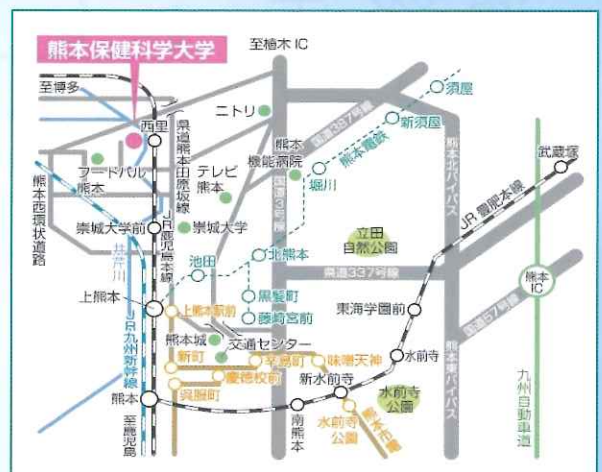 熊本保健科学大学
至植木IC
至博多
ニトリ
須屋
新須屋
国道387号線
熊本電鉄
西里
県道熊本田原坂線
熊本機能病院
堀川
熊本北バイパス
武蔵塚
フードパル熊本
テレビ熊本
国道3号線
JR豊肥本線
熊本西環状道路
崇城大学前
JR鹿児島本線
崇城大学
立田自然公園
井芹川
池田
北熊本
県道337号線
熊本IC
上熊本
上熊本駅前
黒髪町
藤崎宮前
東海学園前
国道57号線
JR九州新幹線
熊本城
交通センター
新町
慶徳校前
辛島町
味噌天神
水前寺
熊本東バイパス
九州自動車道
呉服町
新水前寺
水前寺公園
熊本
南熊本
水前寺公園
熊本市電
至鹿児島